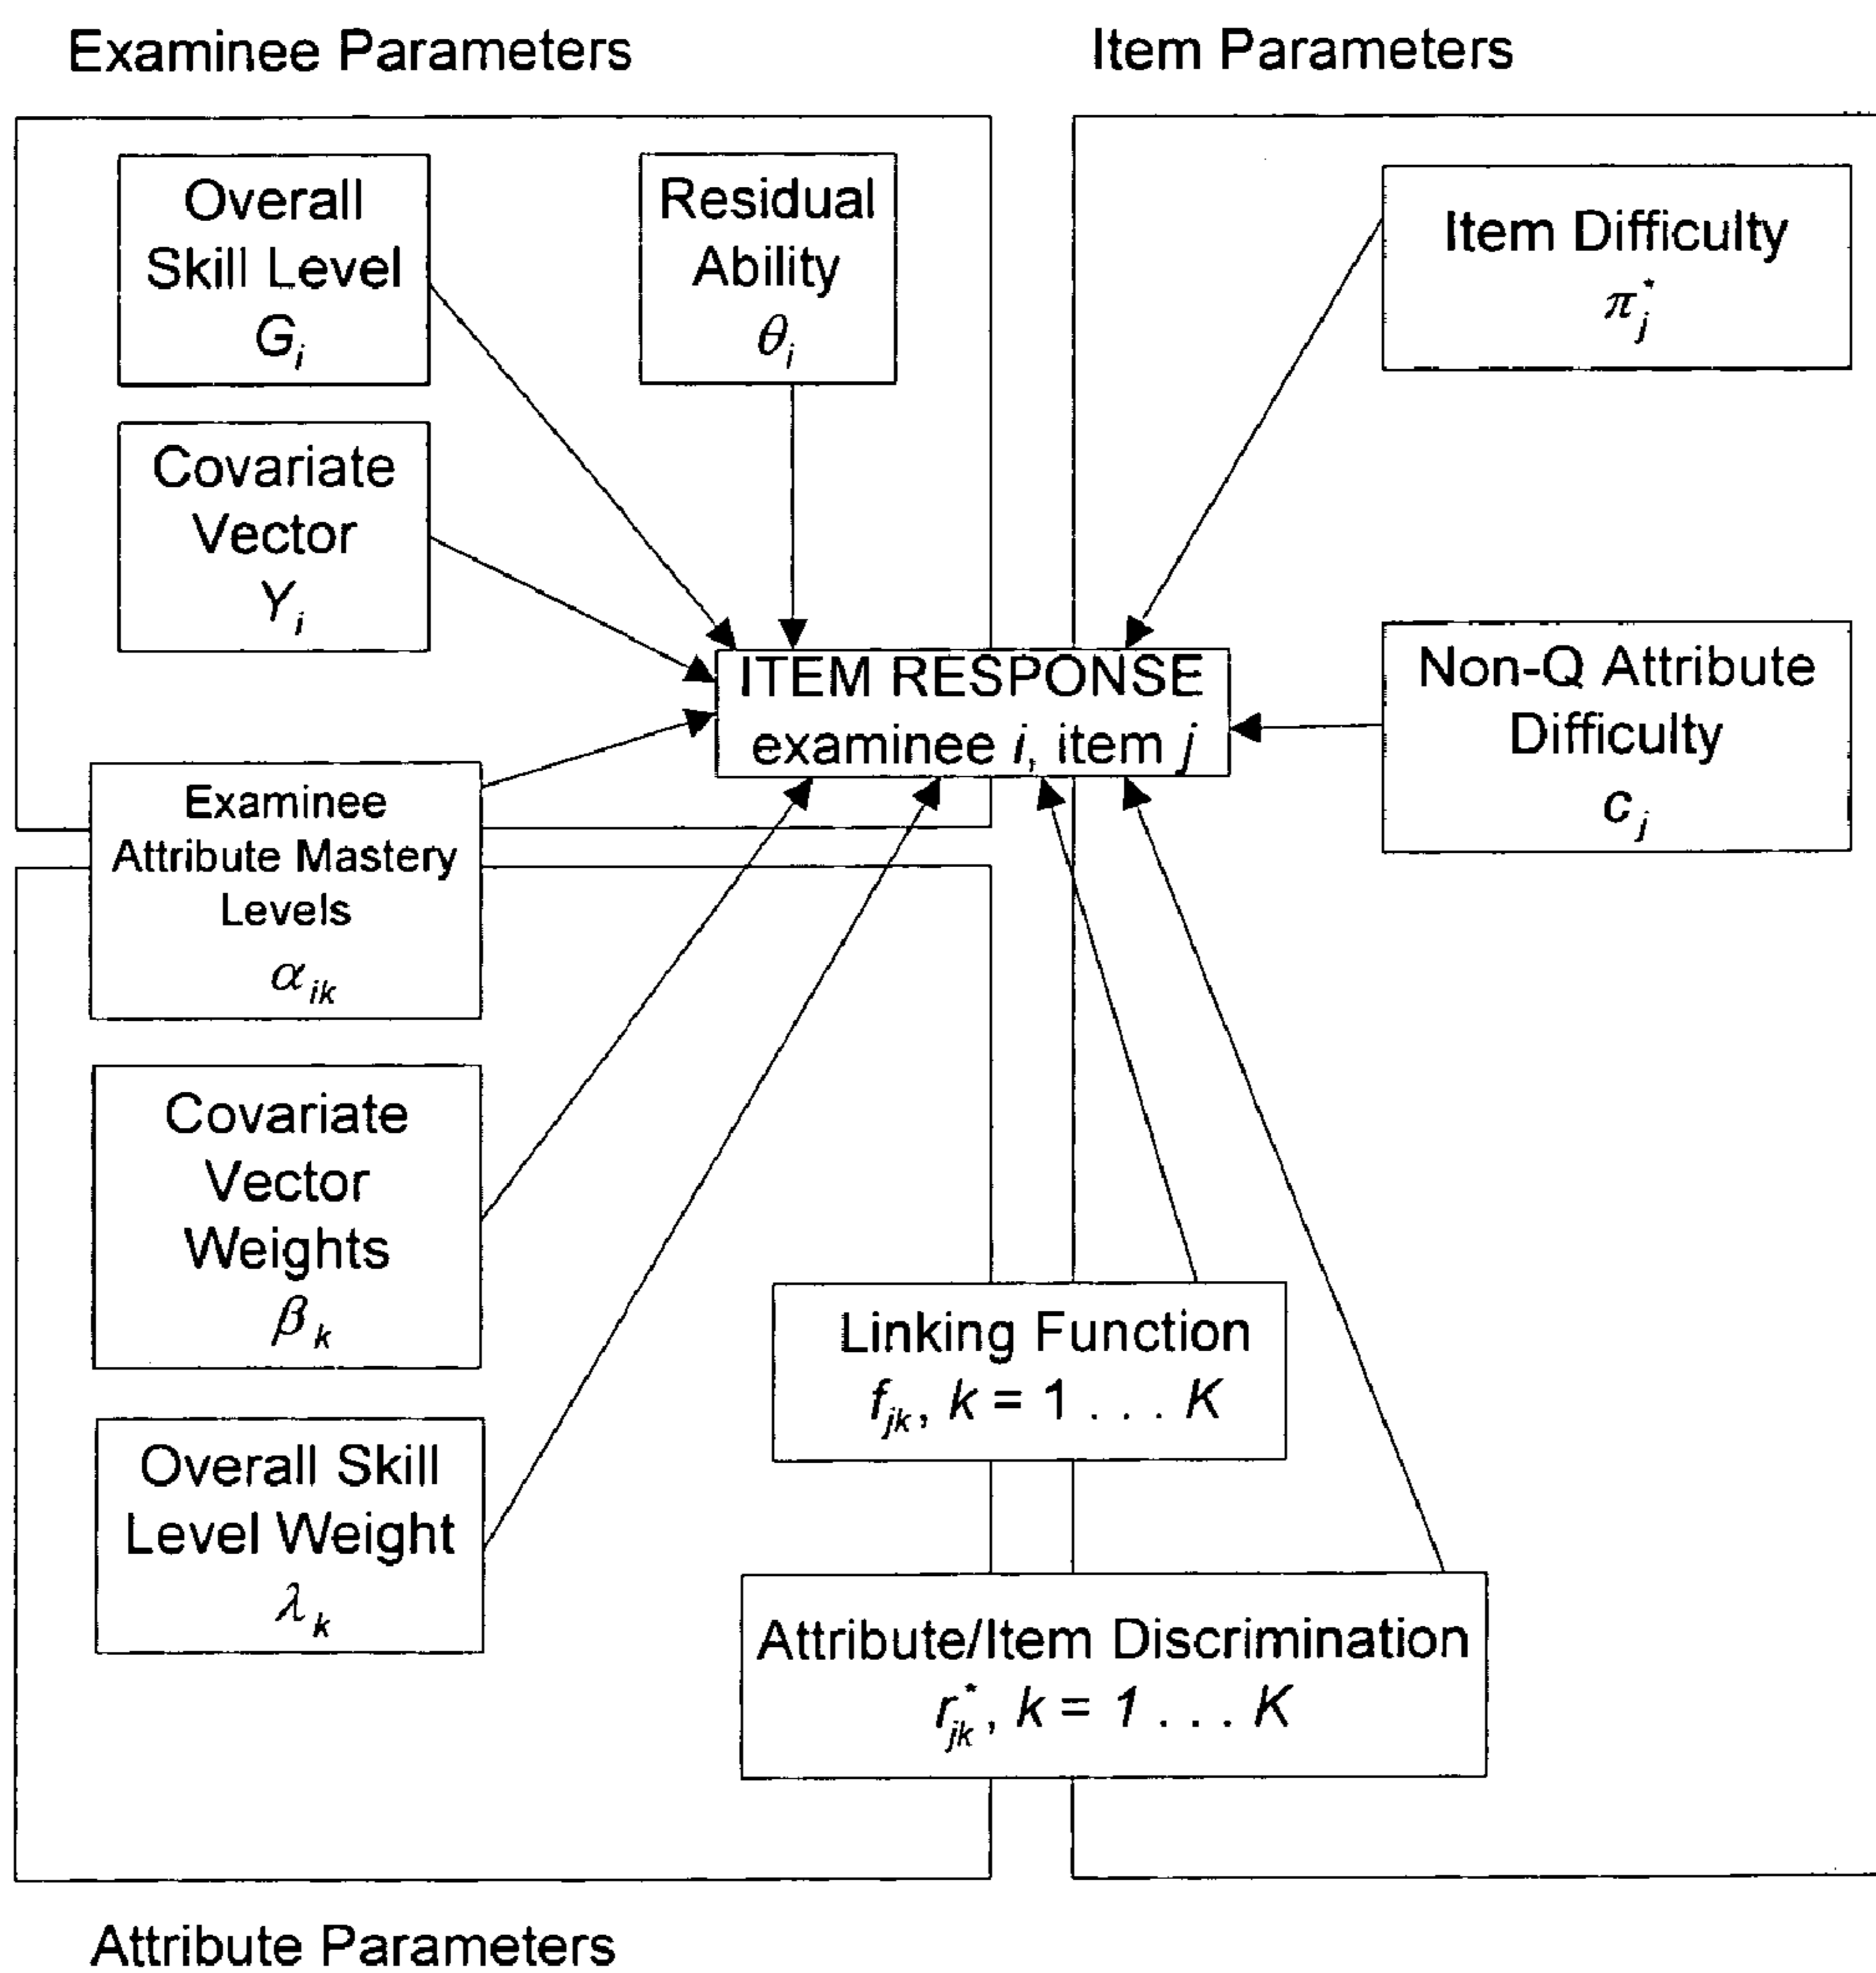 Examinee Parameters
Item Parameters
Overall
Skill Level
G_i
Residual
Ability
θ_i
Item Difficulty
π*_j
Covariate
Vector
Y_i
ITEM RESPONSE
examinee i, item j
Non-Q Attribute
Difficulty
c_j
Examinee
Attribute Mastery
Levels
α_ik
Covariate
Vector
Weights
β_k
Linking Function
f_jk, k = 1 . . . K
Overall Skill
Level Weight
λ_k
Attribute/Item Discrimination
r*_jk, k = 1 . . . K
Attribute Parameters